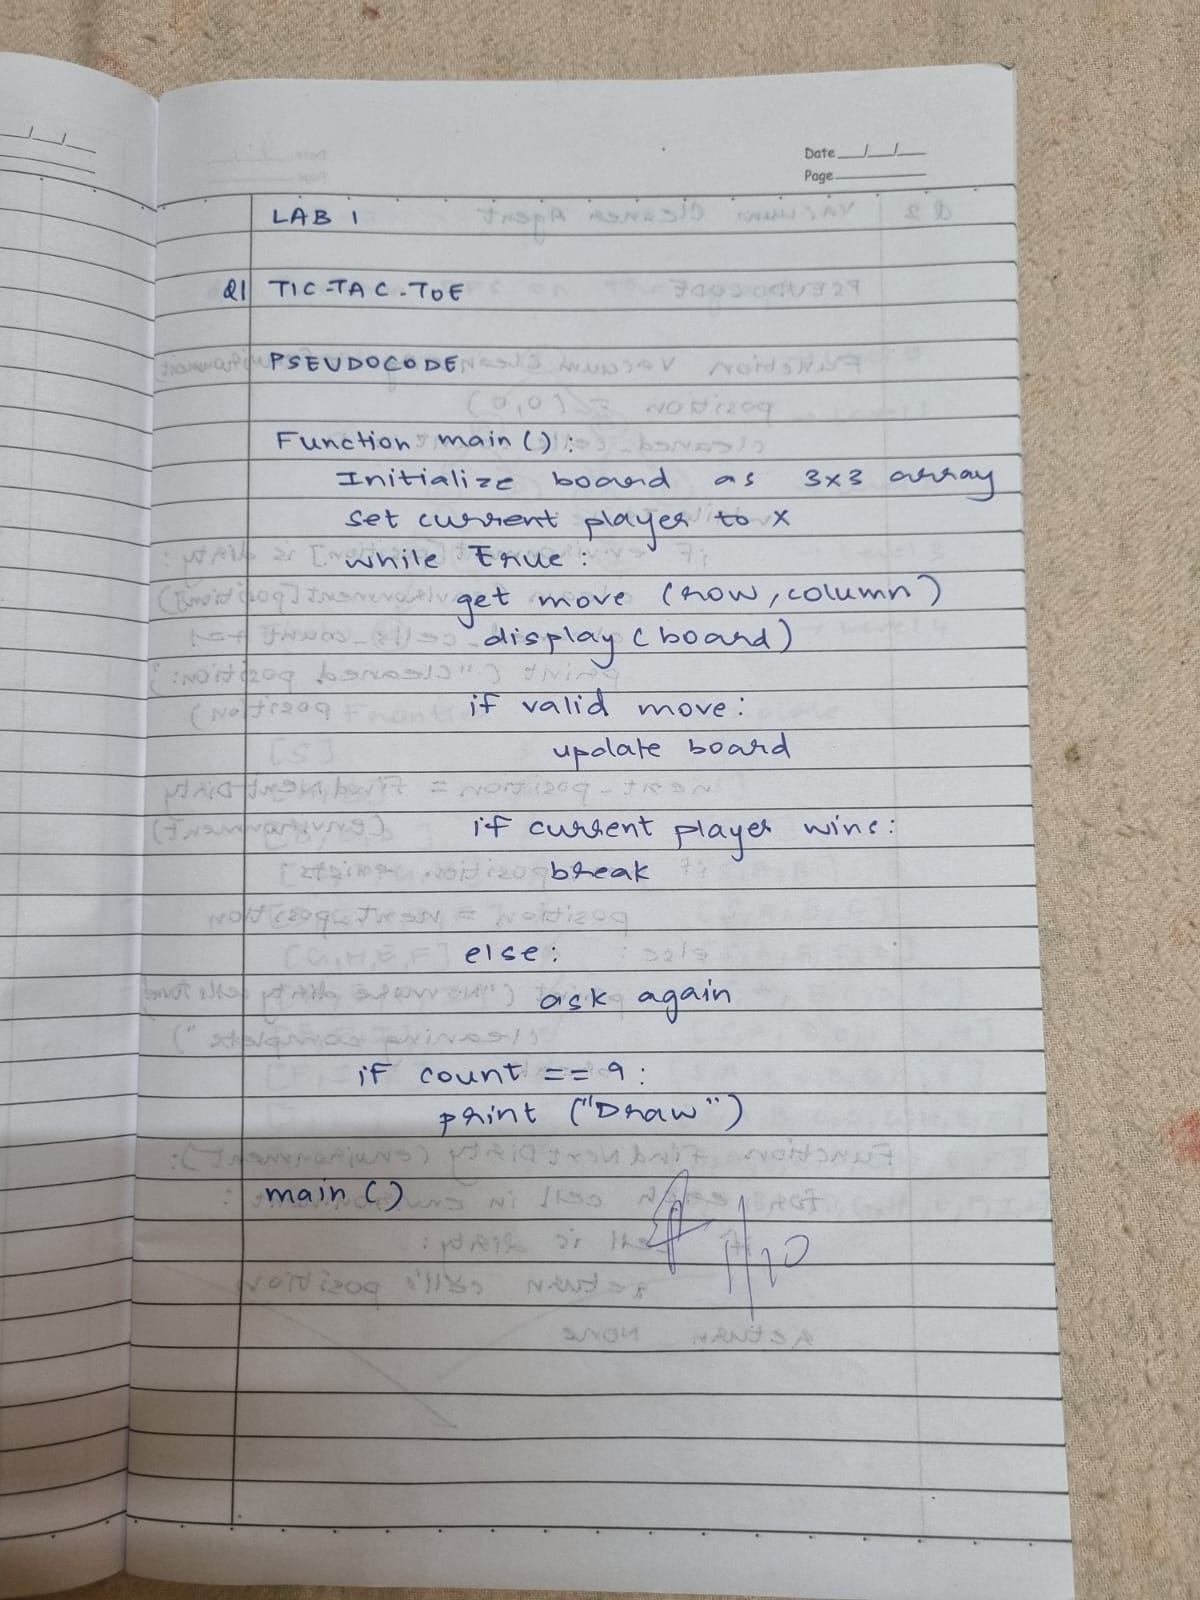 Date
Page
LAB 1
Q1 TIC-TAC-TOE
PSEUDOCODE
Function main():
Initialize board as 3x3 array
set current player to X
while True:
get move (row, column)
display (board)
if valid move:
update board
if current player wins:
break
else:
ask again
if count == 9:
print ("Draw")
main()
1/10